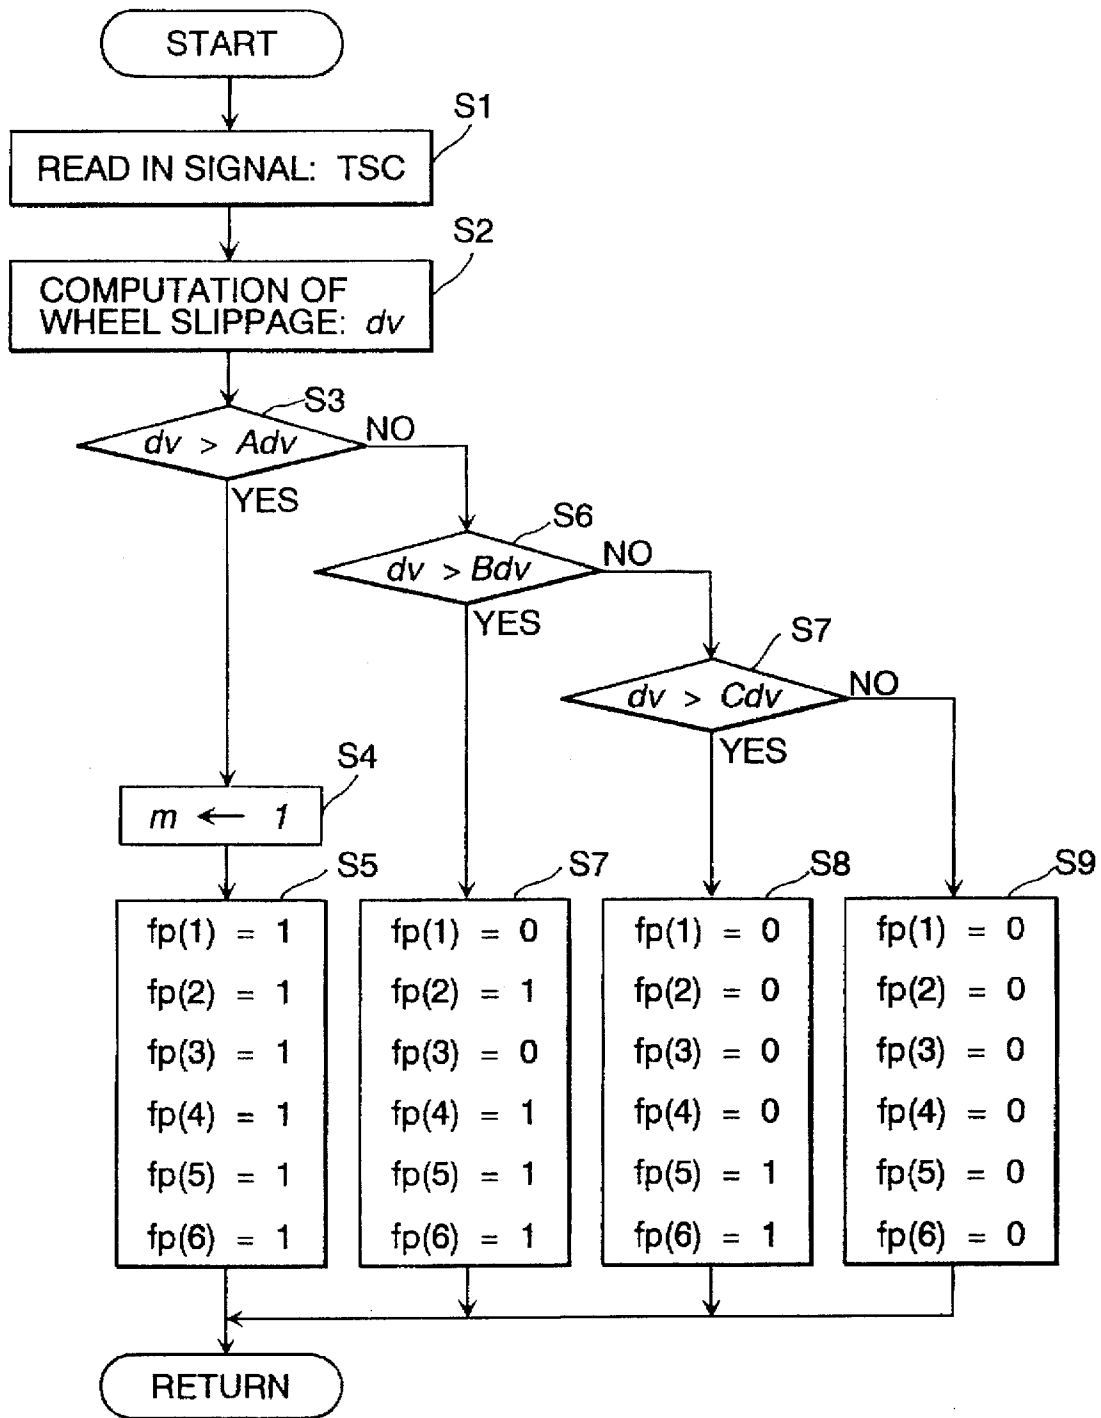 START
S1
READ IN SIGNAL: TSC
S2
COMPUTATION OF
WHEEL SLIPPAGE: dv
S3
dv > Adv
NO
YES
S6
dv > Bdv
NO
YES
S7
dv > Cdv
NO
YES
S4
m ← 1
S5
fp(1) = 1
fp(2) = 1
fp(3) = 1
fp(4) = 1
fp(5) = 1
fp(6) = 1
S7
fp(1) = 0
fp(2) = 1
fp(3) = 0
fp(4) = 1
fp(5) = 1
fp(6) = 1
S8
fp(1) = 0
fp(2) = 0
fp(3) = 0
fp(4) = 0
fp(5) = 1
fp(6) = 1
S9
fp(1) = 0
fp(2) = 0
fp(3) = 0
fp(4) = 0
fp(5) = 0
fp(6) = 0
RETURN